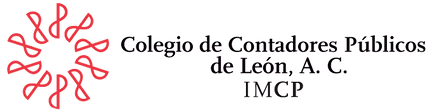 Colegio de Contadores Públicos
de León, A. C.
IMCP